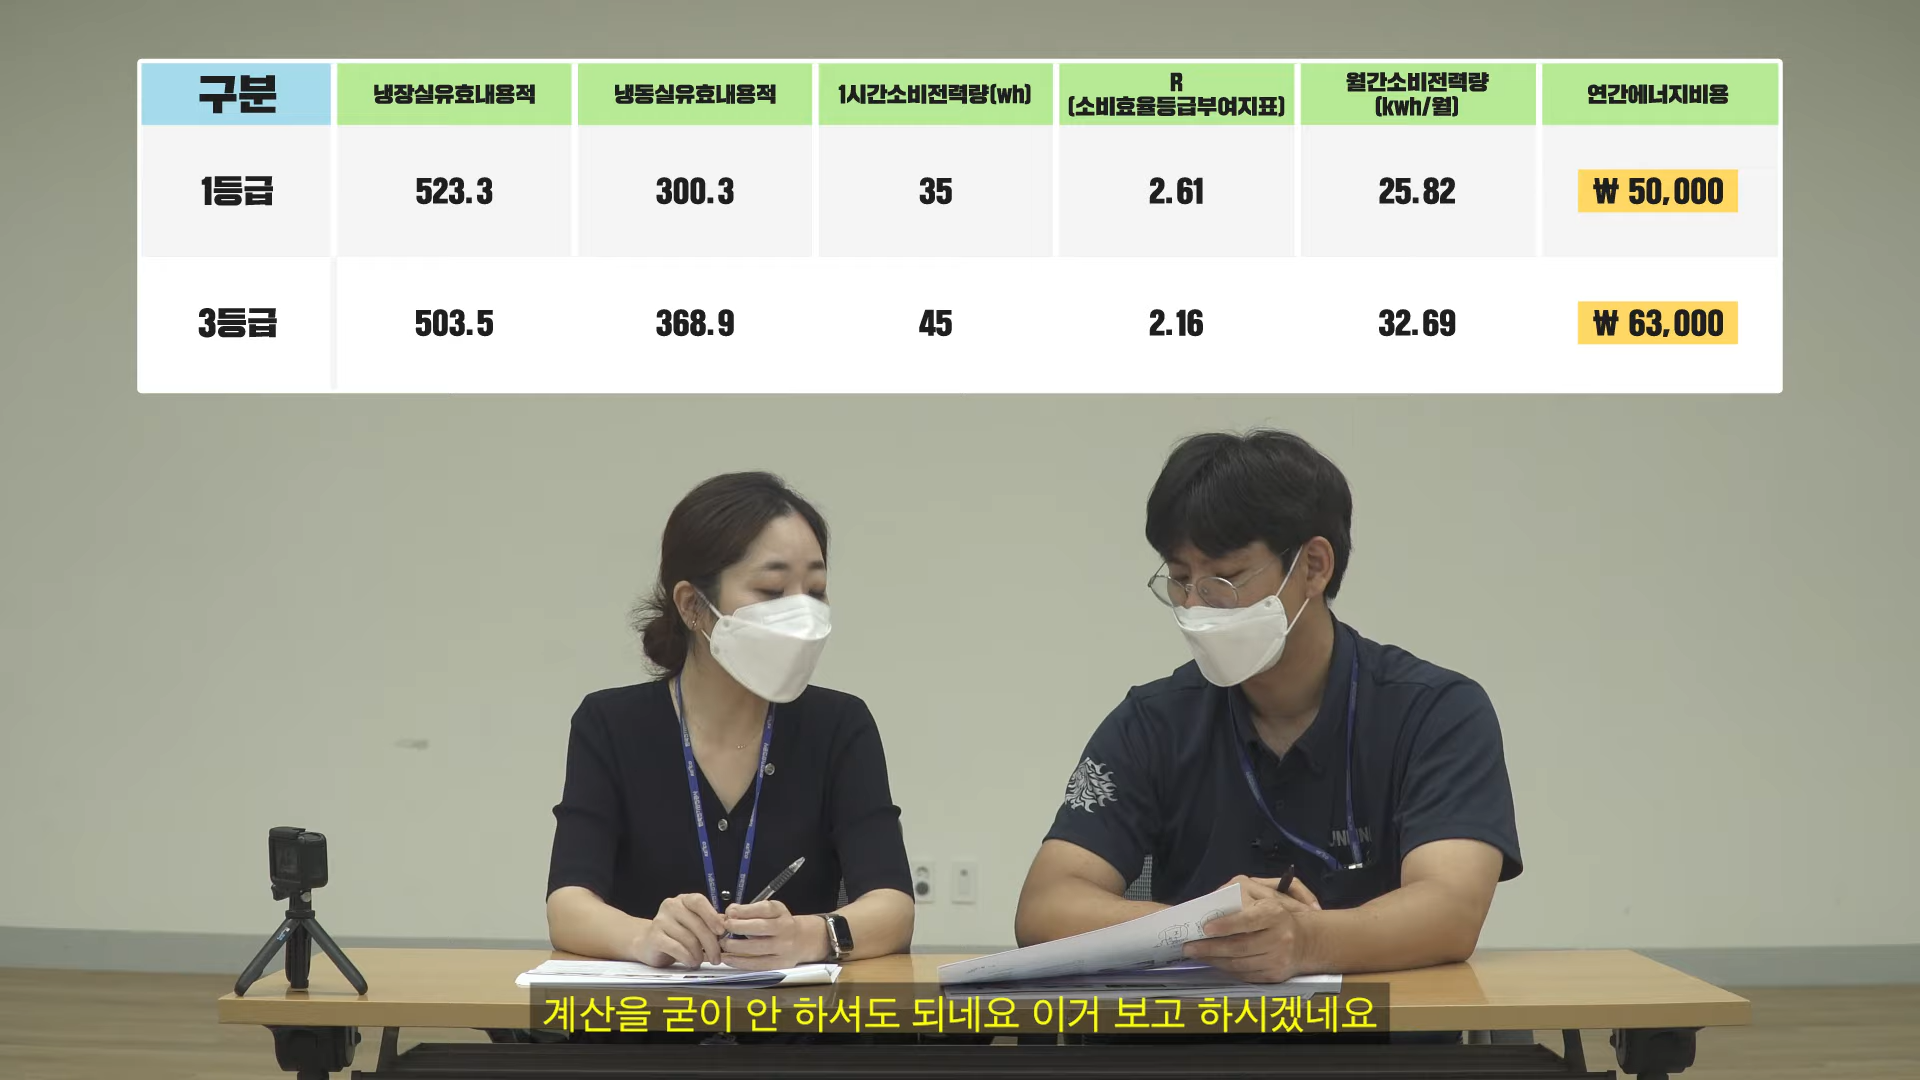 구분 냉장실유효내용적 냉동실유효내용적 1시간소비전력량(wh) R (소비효율등급부여지표) 월간소비전력량 (kwh/월) 연간에너지비용
1등급 523.3 300.3 35 2.61 25.82 ₩ 50,000
3등급 503.5 368.9 45 2.16 32.69 ₩ 63,000
계산을 굳이 안 하셔도 되네요 이거 보고 하시겠네요